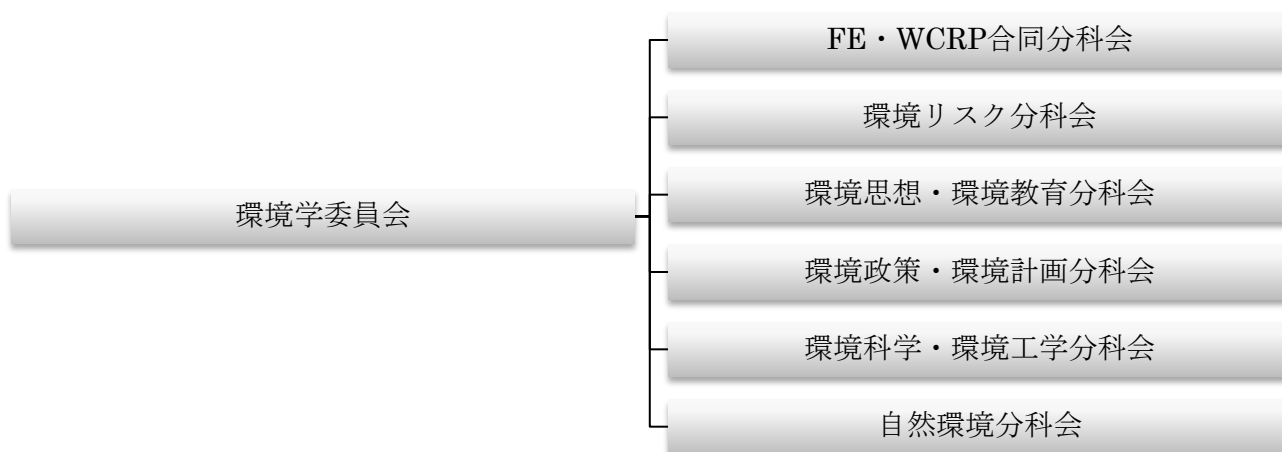 環境学委員会
FE・WCRP合同分科会
環境リスク分科会
環境思想・環境教育分科会
環境政策・環境計画分科会
環境科学・環境工学分科会
自然環境分科会